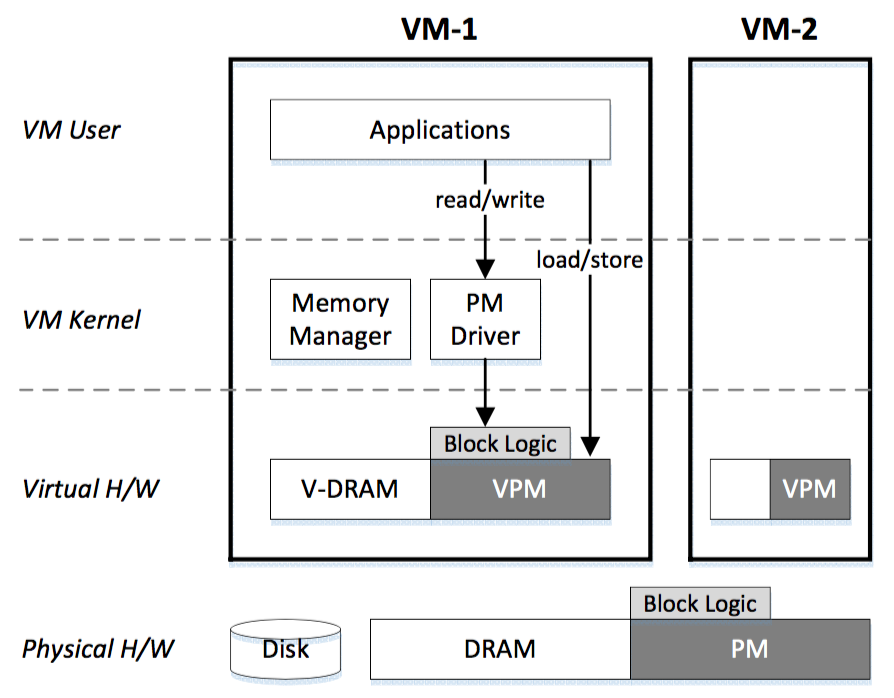 VM-1
VM-2
VM User
Applications
read/write
load/store
VM Kernel
Memory
Manager
PM
Driver
Block Logic
Virtual H/W
V-DRAM
VPM
VPM
Block Logic
Physical H/W
Disk
DRAM
PM